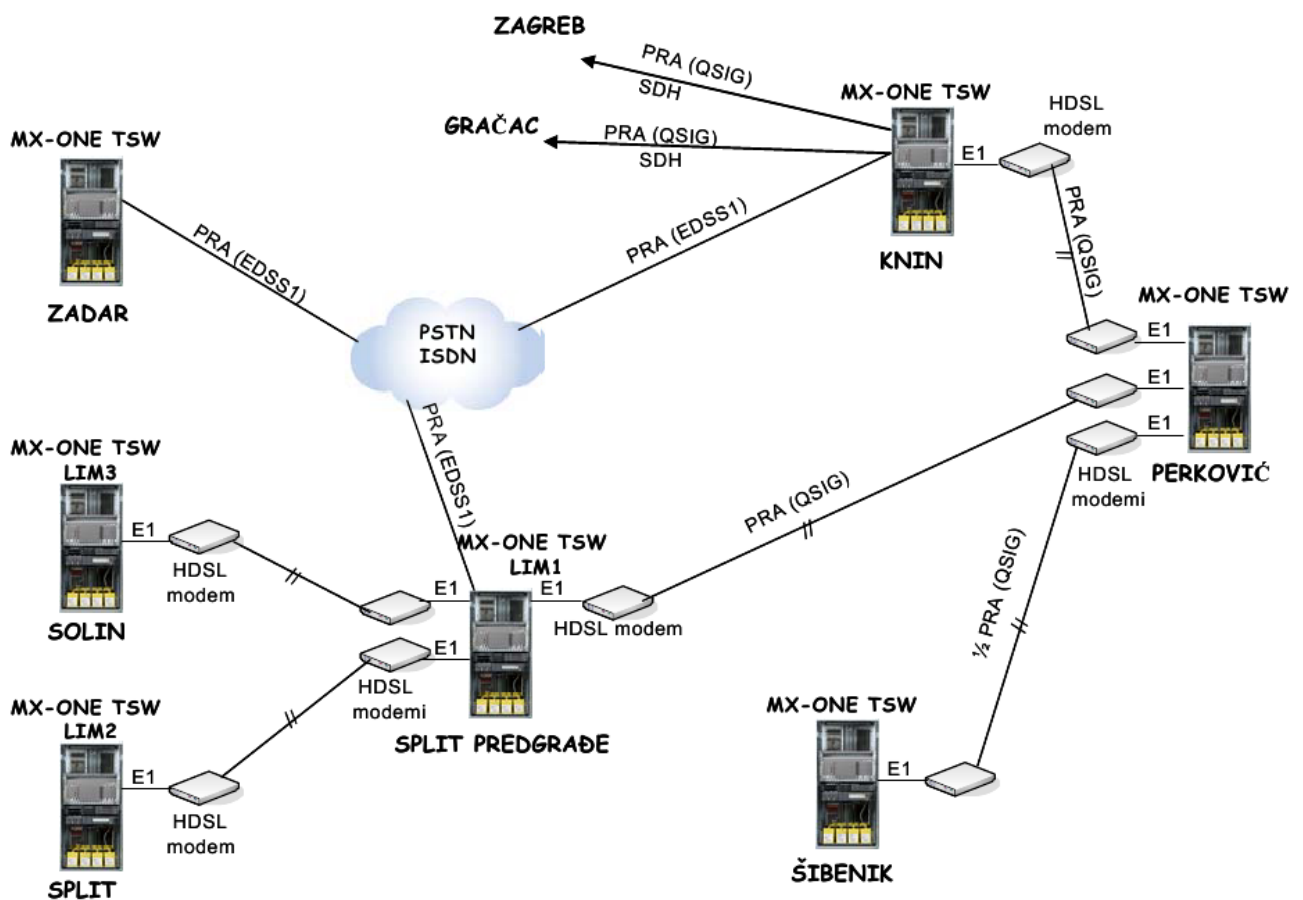 ZAGREB
PRA (QSIG)
SDH
GRAČAC
PRA (QSIG)
SDH
MX-ONE TSW
E1
HDSL
modem
KNIN
MX-ONE TSW
ZADAR
PRA (EDSS1)
PRA (EDSS1)
PRA (QSIG)
PSTN
ISDN
PRA (EDSS1)
MX-ONE TSW
E1
E1
E1
HDSL
modemi
PERKOVIĆ
MX-ONE TSW
LIM3
E1
HDSL
modem
SOLIN
MX-ONE TSW
LIM1
E1
E1
HDSL modem
E1
HDSL
modemi
SPLIT PREDGRAĐE
PRA (QSIG)
½ PRA (QSIG)
MX-ONE TSW
LIM2
E1
HDSL
modem
SPLIT
MX-ONE TSW
E1
ŠIBENIK